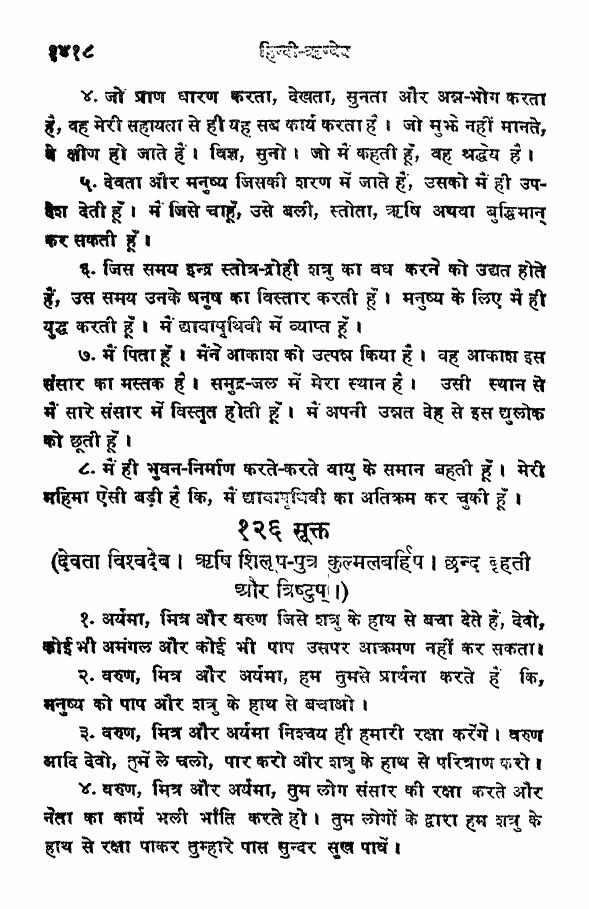 १४१८ हिन्दी-ऋग्वेद
४. जो प्राण धारण करता, देखता, सुनता और अन्न-भोग करता
है, वह मेरी सहायता से ही यह सब कार्य करता है। जो मुझे नहीं मानते,
वे क्षीण हो जाते हैं। विज्ञ, सुनो। जो मैं कहती हूँ, वह श्रद्धेय है।
५. देवता और मनुष्य जिसकी शरण में जाते हैं, उसको मैं ही उप-
देश देती हूँ। मैं जिसे चाहूँ, उसे बली, स्तोता, ऋषि अथवा बुद्धिमान्
कर सकती हूँ।
६. जिस समय इन्द्र स्तोत्र-द्रोही शत्रु का वध करने को उद्यत होते
हैं, उस समय उनके धनुष का विस्तार करती हूँ। मनुष्य के लिए मैं ही
युद्ध करती हूँ। मैं द्यावापृथिवी में व्याप्त हूँ।
७. मैं पिता हूँ। मैंने आकाश को उत्पन्न किया है। वह आकाश इस
संसार का मस्तक है। समुद्र-जल में मेरा स्थान है। उसी स्थान से
मैं सारे संसार में विस्तृत होती हूँ। मैं अपनी उन्नत देह से इस द्युलोक
को छूती हूँ।
८. मैं ही भुवन-निर्माण करते-करते वायु के समान बहती हूँ। मेरी
महिमा ऐसी बड़ी है कि, मैं द्यावापृथिवी का अतिक्रम कर चुकी हूँ।
१२६ सूक्त
(देवता विश्वदेव। ऋषि शिलूप-पुत्र कुल्मलबर्हिष। छन्द बृहती
और त्रिष्टुप्।)
१. अर्यमा, मित्र और वरुण जिसे शत्रु के हाथ से बचा देते हैं, देवो,
कोई भी अमंगल और कोई भी पाप उसपर आक्रमण नहीं कर सकता।
२. वरुण, मित्र और अर्यमा, हम तुमसे प्रार्थना करते हैं कि,
मनुष्य को पाप और शत्रु के हाथ से बचाओ।
३. वरुण, मित्र और अर्यमा निश्चय ही हमारी रक्षा करेंगे। वरुण
आदि देवो, हमें ले चलो, पार करो और शत्रु के हाथ से परित्राण करो।
४. वरुण, मित्र और अर्यमा, तुम लोग संसार की रक्षा करते और
नेता का कार्य भली भाँति करते हो। तुम लोगों के द्वारा हम शत्रु के
हाथ से रक्षा पाकर तुम्हारे पास सुन्दर सुख पायें।